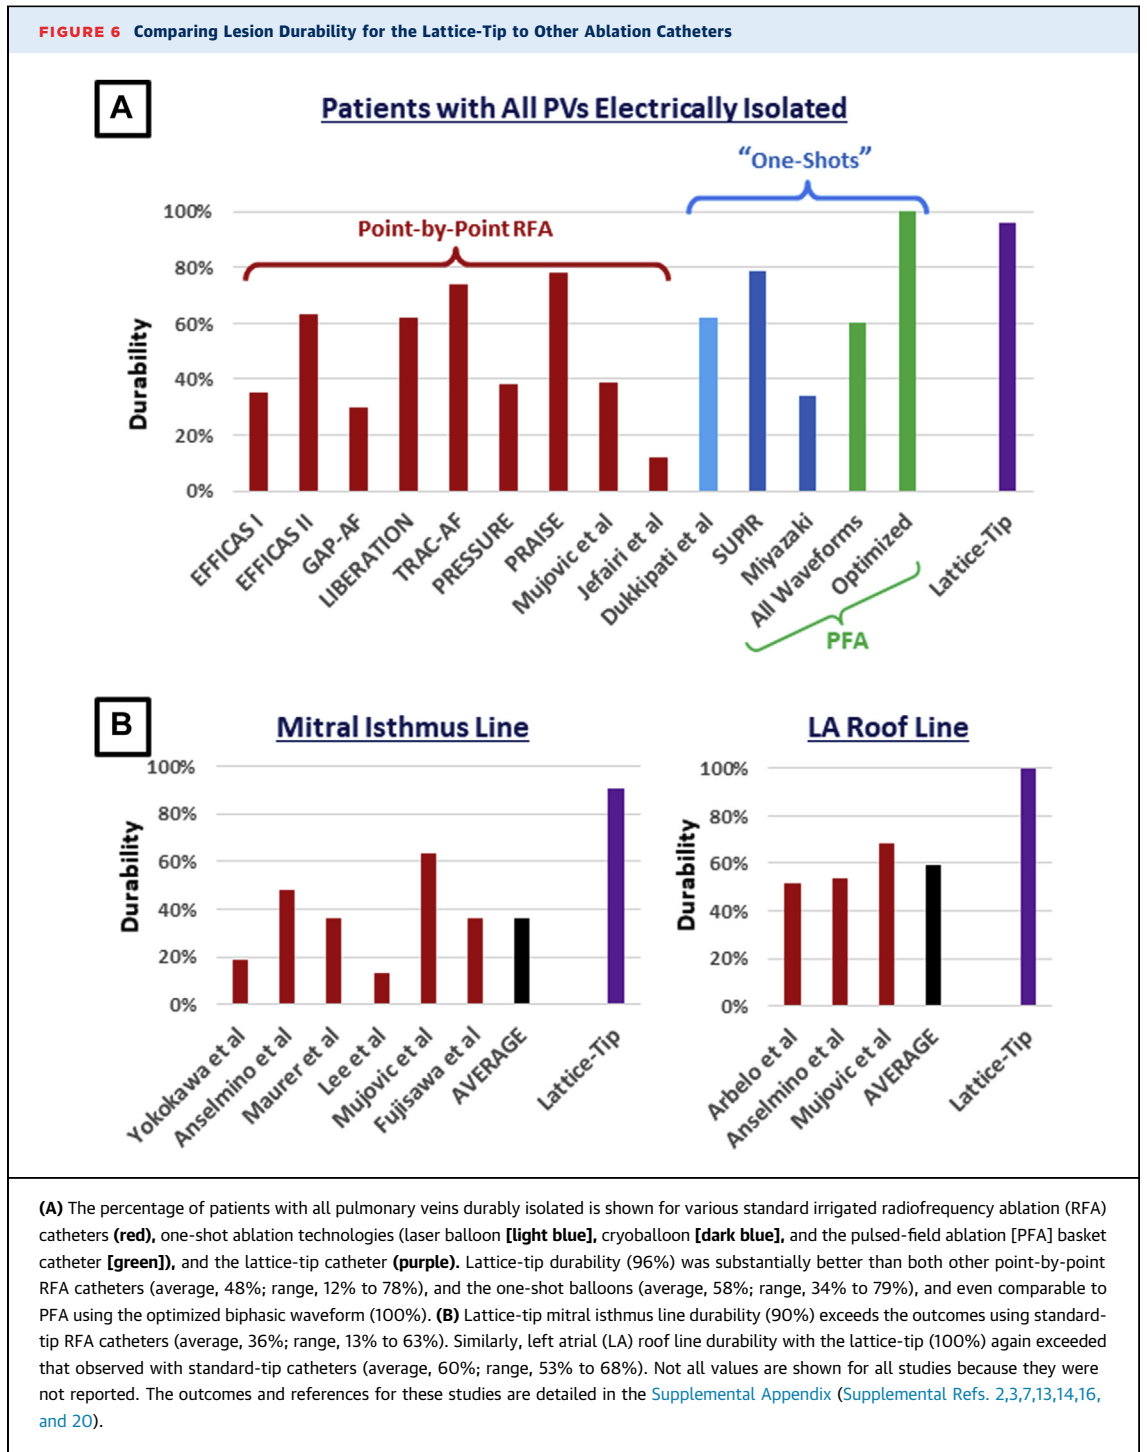 FIGURE 6 Comparing Lesion Durability for the Lattice-Tip to Other Ablation Catheters
A
Patients with All PVs Electrically Isolated
“One-Shots”
Point-by-Point RFA
Durability
100%
80%
60%
40%
20%
0%
EFFICAS I
EFFICAS II
GAP-AF
LIBERATION
TRAC-AF
PRESSURE
PRAISE
Mujovic et al
Jefairi et al
Dukkipati et al
SUPIR
Miyazaki
All Waveforms
Optimized
Lattice-Tip
PFA
B
Mitral Isthmus Line
Durability
100%
80%
60%
40%
20%
0%
Yokokawa et al
Anselmino et al
Maurer et al
Lee et al
Mujovic et al
Fujisawa et al
AVERAGE
Lattice-Tip
LA Roof Line
Durability
100%
80%
60%
40%
20%
0%
Arbelo et al
Anselmino et al
Mujovic et al
AVERAGE
Lattice-Tip
(A) The percentage of patients with all pulmonary veins durably isolated is shown for various standard irrigated radiofrequency ablation (RFA)
catheters (red), one-shot ablation technologies (laser balloon [light blue], cryoballoon [dark blue], and the pulsed-field ablation [PFA] basket
catheter [green]), and the lattice-tip catheter (purple). Lattice-tip durability (96%) was substantially better than both other point-by-point
RFA catheters (average, 48%; range, 12% to 78%), and the one-shot balloons (average, 58%; range, 34% to 79%), and even comparable to
PFA using the optimized biphasic waveform (100%). (B) Lattice-tip mitral isthmus line durability (90%) exceeds the outcomes using standard-
tip RFA catheters (average, 36%; range, 13% to 63%). Similarly, left atrial (LA) roof line durability with the lattice-tip (100%) again exceeded
that observed with standard-tip catheters (average, 60%; range, 53% to 68%). Not all values are shown for all studies because they were
not reported. The outcomes and references for these studies are detailed in the Supplemental Appendix (Supplemental Refs. 2,3,7,13,14,16,
and 20).